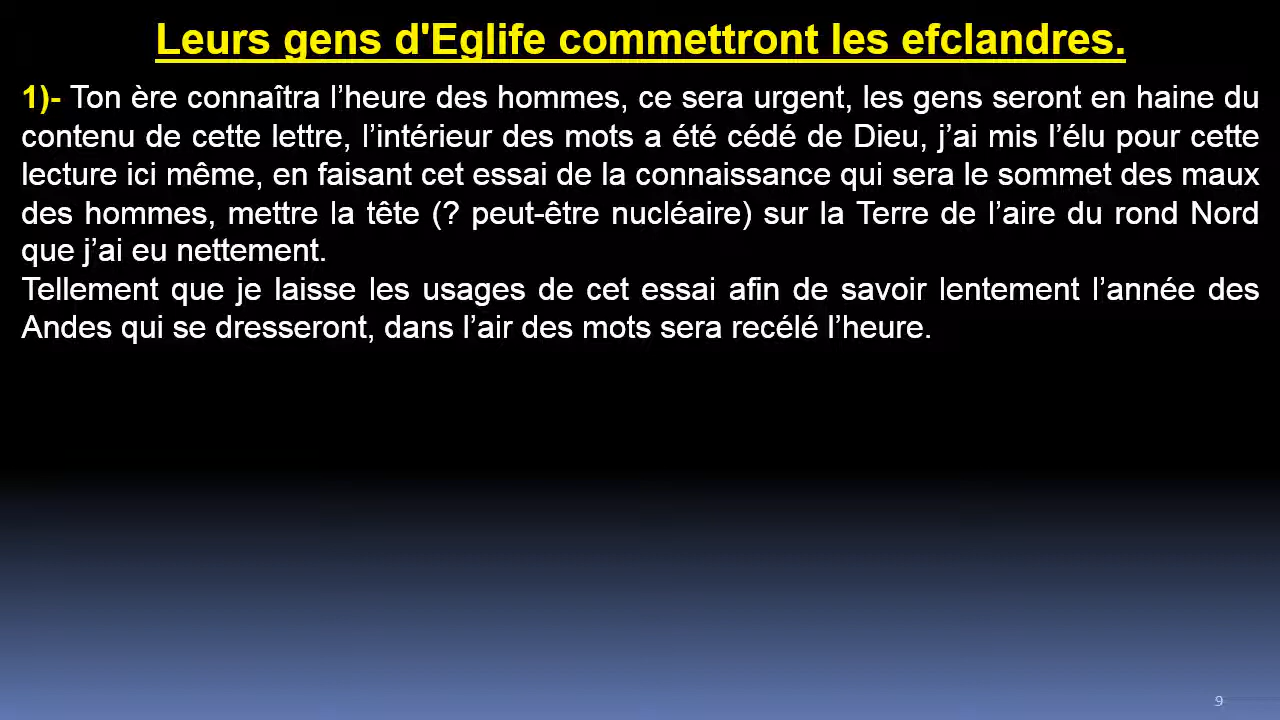 Leurs gens d'Eglife commettront les efclandres.
1)- Ton ère connaîtra l’heure des hommes, ce sera urgent, les gens seront en haine du
contenu de cette lettre, l’intérieur des mots a été cédé de Dieu, j’ai mis l’élu pour cette
lecture ici même, en faisant cet essai de la connaissance qui sera le sommet des maux
des hommes, mettre la tête (? peut-être nucléaire) sur la Terre de l’aire du rond Nord
que j’ai eu nettement.
Tellement que je laisse les usages de cet essai afin de savoir lentement l’année des
Andes qui se dresseront, dans l’air des mots sera recélé l’heure.
9